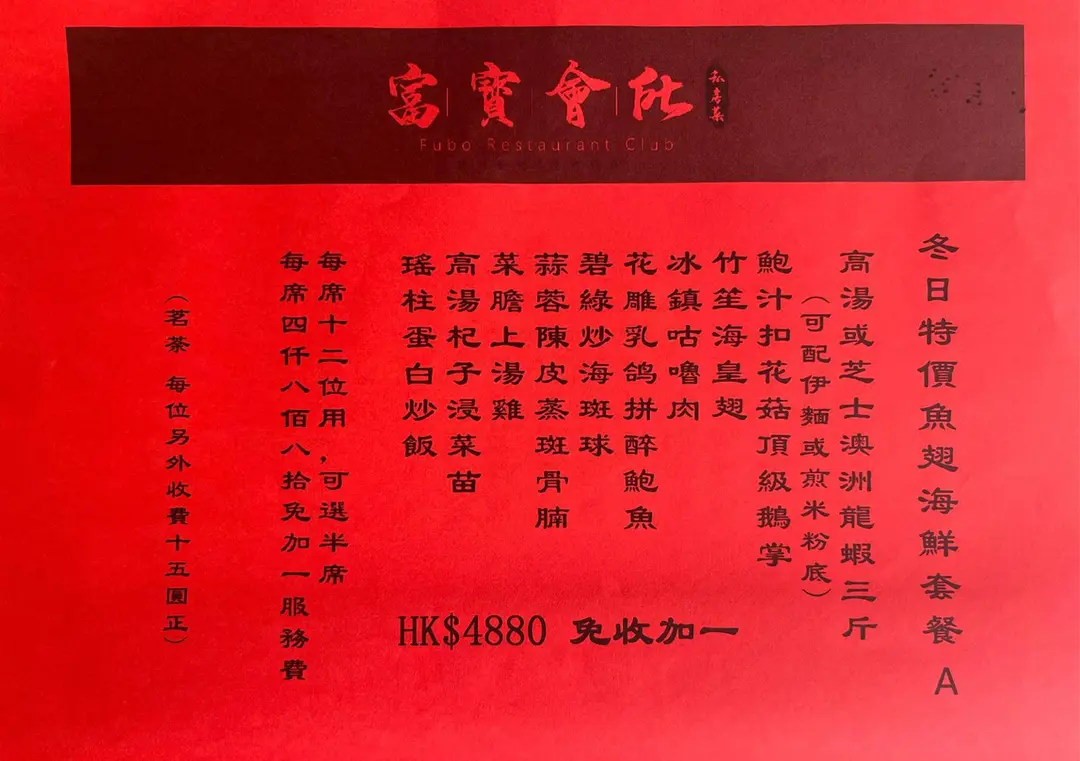 富寶會所
私房菜
Fubo Restaurant Club
冬日特價魚翅海鮮套餐 A
高湯或芝士澳洲龍蝦三斤
（可配伊麵或煎米粉底）
鮑汁扣花菇頂級鵝掌
竹笙海皇翅
冰鎮咕嚕肉
花雕乳鴿拼醉鮑魚
碧綠炒海斑球
蒜蓉陳皮蒸斑骨腩
菜膽上湯雞
高湯杞子浸菜苗
瑤柱蛋白炒飯
HK$4880 免收加一
每席十二位用，可選半席
每席四仟八佰八拾免加一服務費
（茗茶 每位另外收費十五圓正）